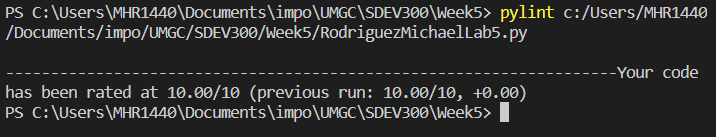 PS C:\Users\MHR1440\Documents\impo\UMGC\SDEV300\Week5> pylint c:/Users/MHR1440
/Documents/impo/UMGC/SDEV300/Week5/RodriguezMichaelLab5.py
-------------------------------------------------------------------Your code
has been rated at 10.00/10 (previous run: 10.00/10, +0.00)
PS C:\Users\MHR1440\Documents\impo\UMGC\SDEV300\Week5>